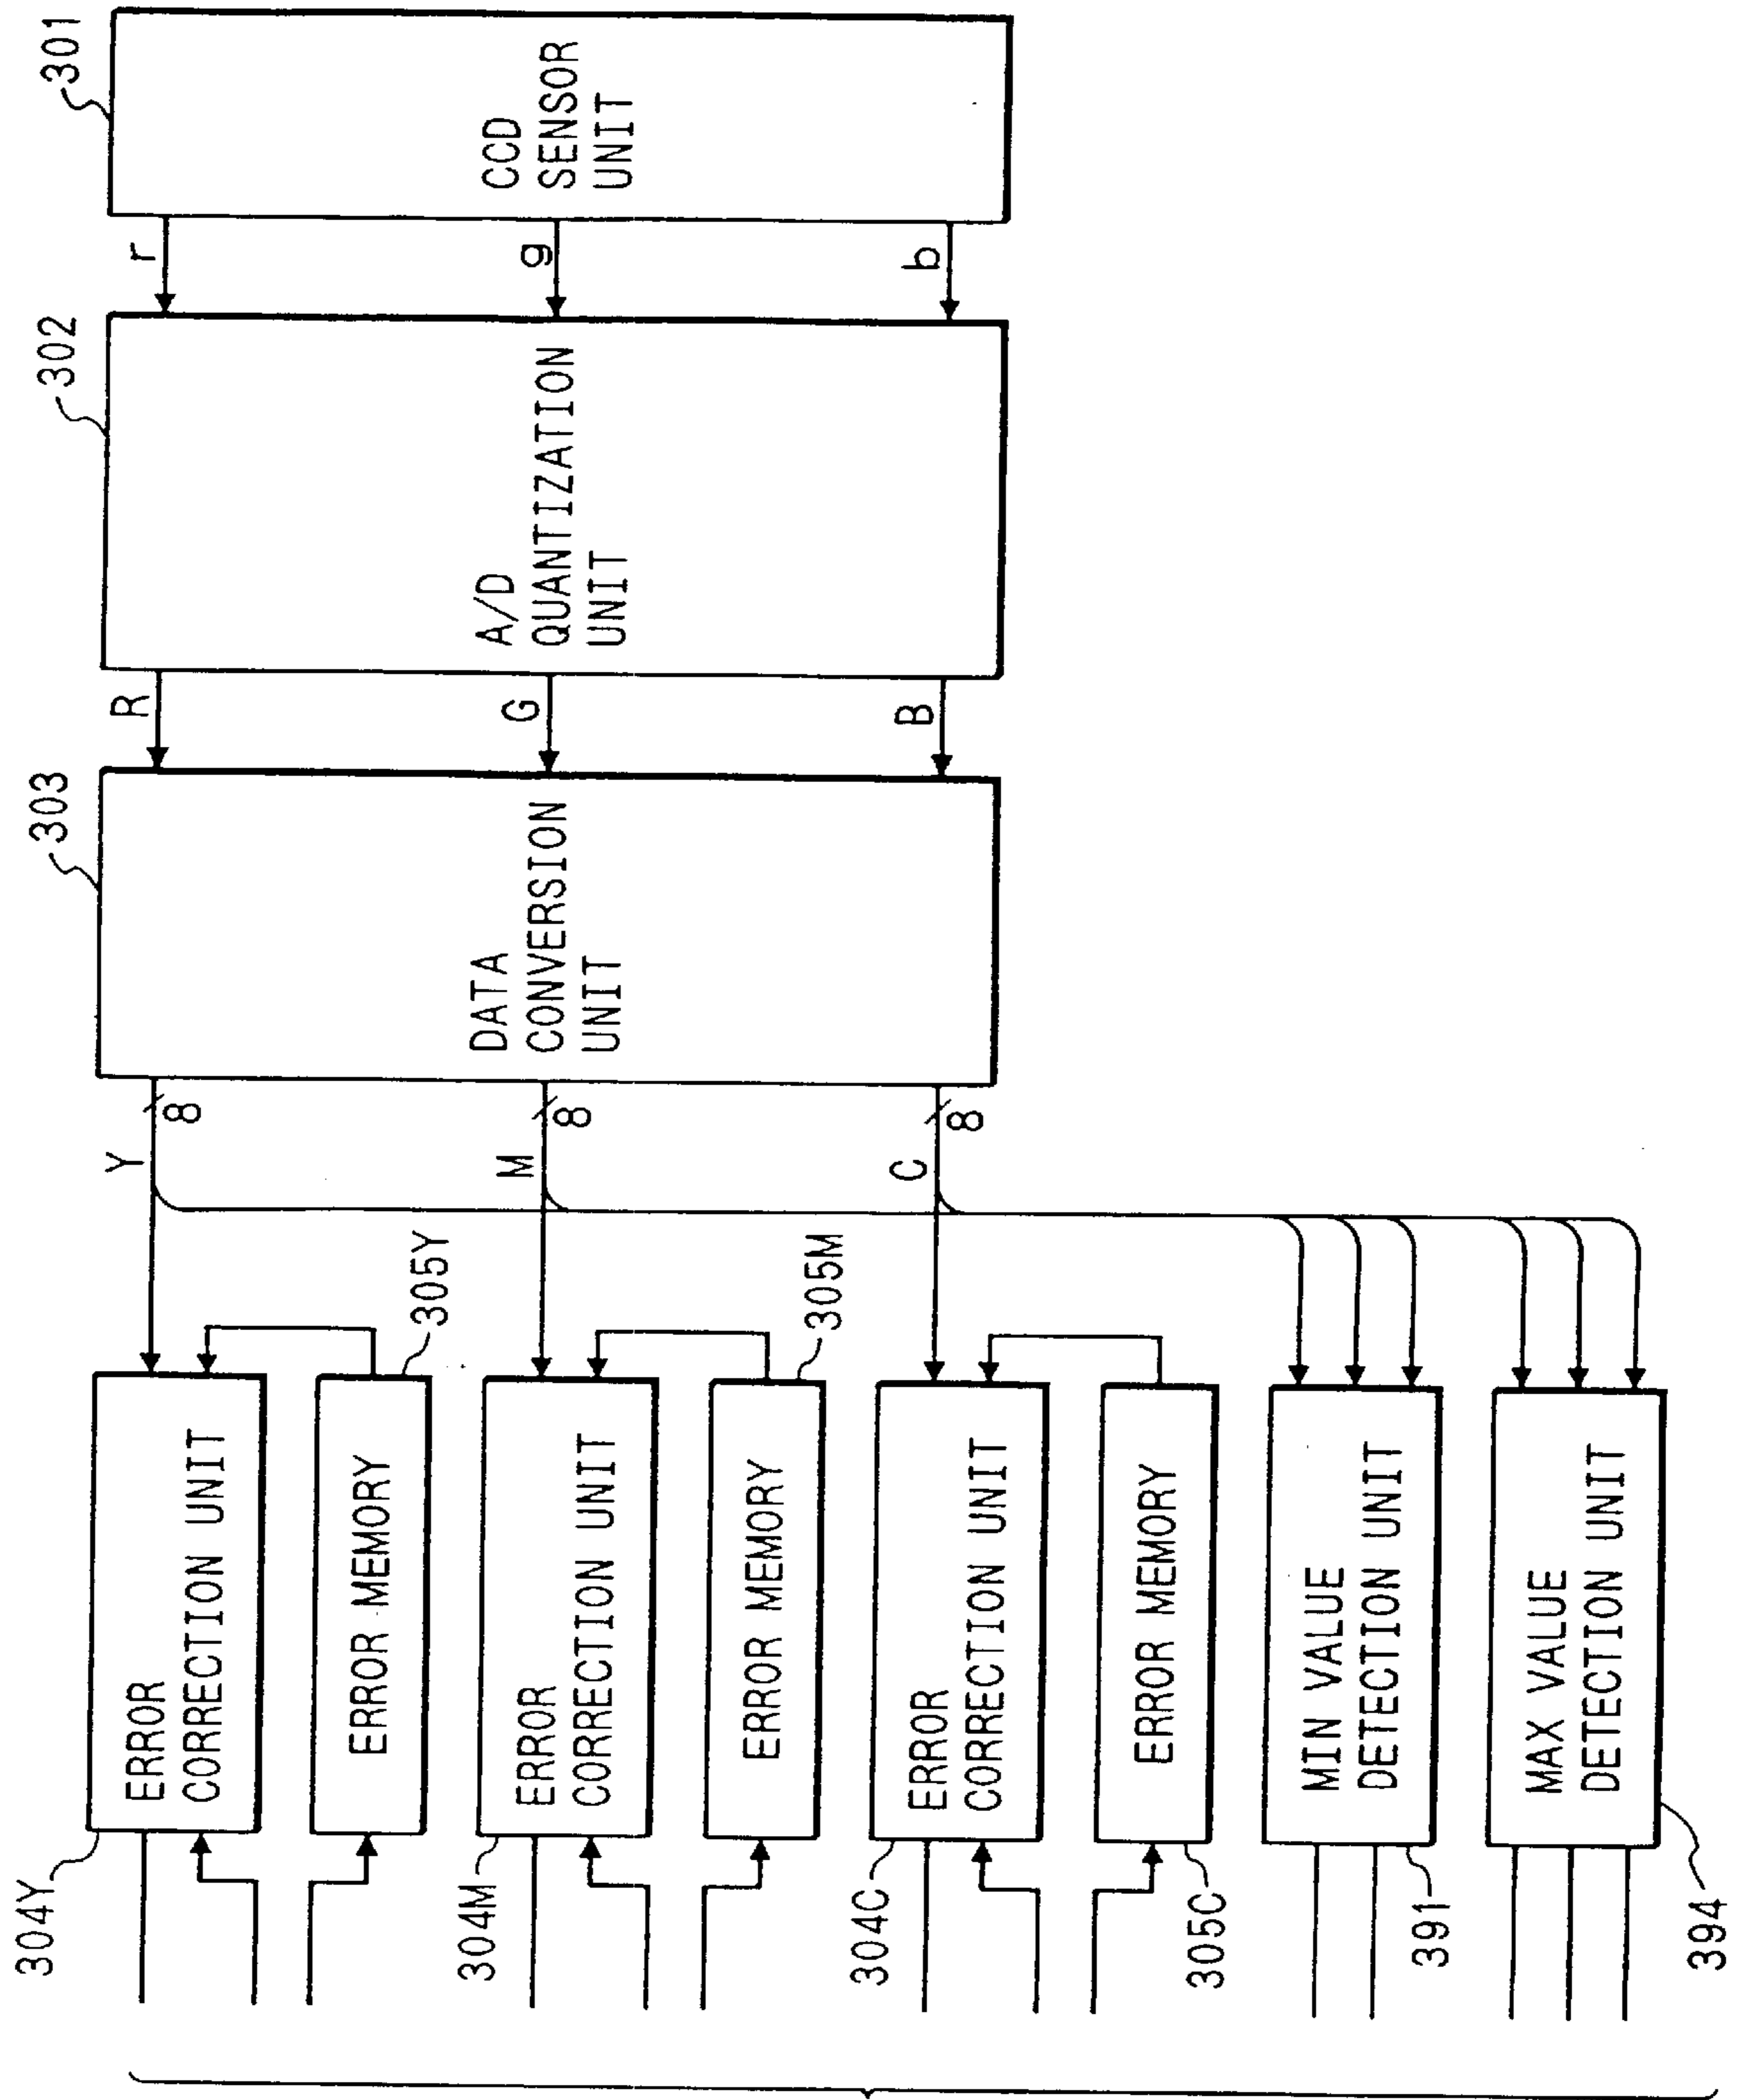 301
CCD
SENSOR
UNIT
r
g
b
302
A/D
QUANTIZATION
UNIT
R
G
B
303
DATA
CONVERSION
UNIT
8
8
8
Y
M
C
304Y
ERROR
CORRECTION UNIT
305Y
ERROR MEMORY
304M
ERROR
CORRECTION UNIT
305M
ERROR MEMORY
304C
ERROR
CORRECTION UNIT
305C
ERROR MEMORY
391
MIN VALUE
DETECTION UNIT
394
MAX VALUE
DETECTION UNIT